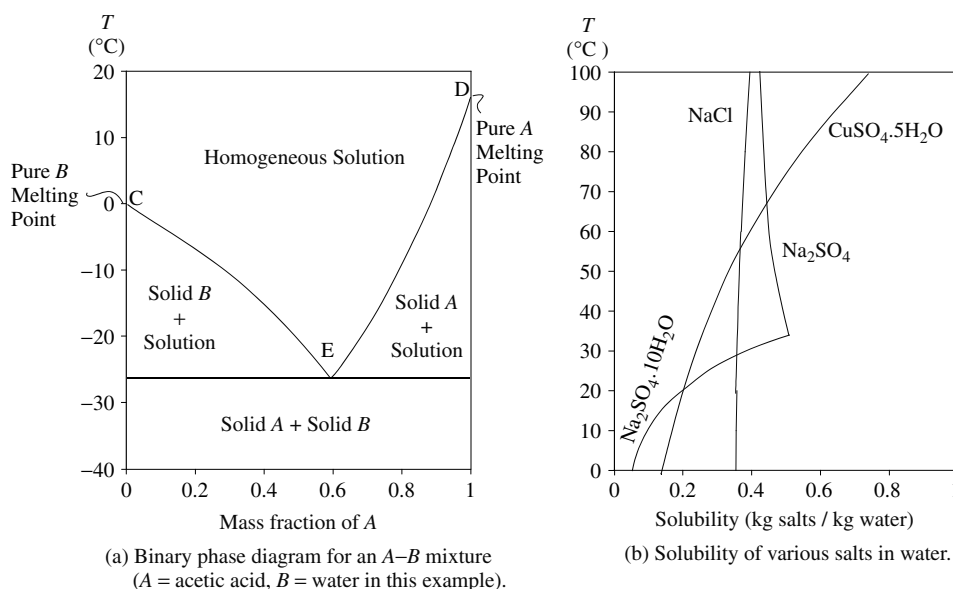 T
(°C)
20
10
0
−10
−20
−30
−40
0
0.2
0.4
0.6
0.8
1
Mass fraction of A
Pure B
Melting
Point
C
D
E
Pure A
Melting
Point
Homogeneous Solution
Solid B
+
Solution
Solid A
+
Solution
Solid A + Solid B
(a) Binary phase diagram for an A–B mixture
(A = acetic acid, B = water in this example).
T
(°C)
100
90
80
70
60
50
40
30
20
10
0
0
0.2
0.4
0.6
0.8
Solubility (kg salts / kg water)
NaCl
CuSO₄.5H₂O
Na₂SO₄
Na₂SO₄.10H₂O
(b) Solubility of various salts in water.